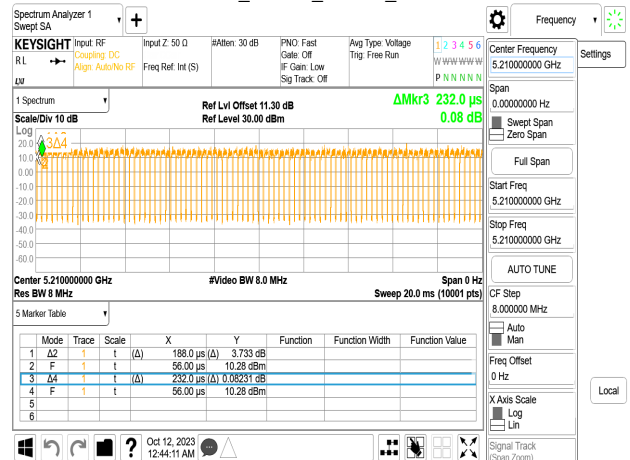 Spectrum Analyzer 1
Swept SA
Frequency
KEYSIGHT
Input: RF
Input Z: 50 Ω
#Atten: 30 dB
PNO: Fast
Avg Type: Voltage
1 2 3 4 5 6
RL
Coupling: DC
Gate: Off
Trig: Free Run
Align: Auto/No RF
Freq Ref: Int (S)
IF Gain: Low
W W W W W W
Sig Track: Off
P N N N N N
LXI
1 Spectrum
Ref Lvl Offset 11.30 dB
ΔMkr3 232.0 µs
Scale/Div 10 dB
Ref Level 30.00 dBm
0.08 dB
Log
3Δ4
20.0
10.0
0.00
-10.0
-20.0
-30.0
-40.0
-50.0
-60.0
Center 5.210000000 GHz
#Video BW 8.0 MHz
Span 0 Hz
Res BW 8 MHz
Sweep 20.0 ms (10001 pts)
5 Marker Table
Mode Trace Scale X Y Function Function Width Function Value
1 Δ2 1 t (Δ) 188.0 µs (Δ) 3.733 dB
2 F 1 t 56.00 µs 10.28 dBm
3 Δ4 1 t (Δ) 232.0 µs (Δ) 0.08231 dB
4 F 1 t 56.00 µs 10.28 dBm
5
6
?
Oct 12, 2023
12:44:11 AM
Center Frequency
5.210000000 GHz
Settings
Span
0.00000000 Hz
Swept Span
Zero Span
Full Span
Start Freq
5.210000000 GHz
Stop Freq
5.210000000 GHz
AUTO TUNE
CF Step
8.000000 MHz
Auto
Man
Freq Offset
0 Hz
Local
X Axis Scale
Log
Lin
Signal Track
(Span Zoom)